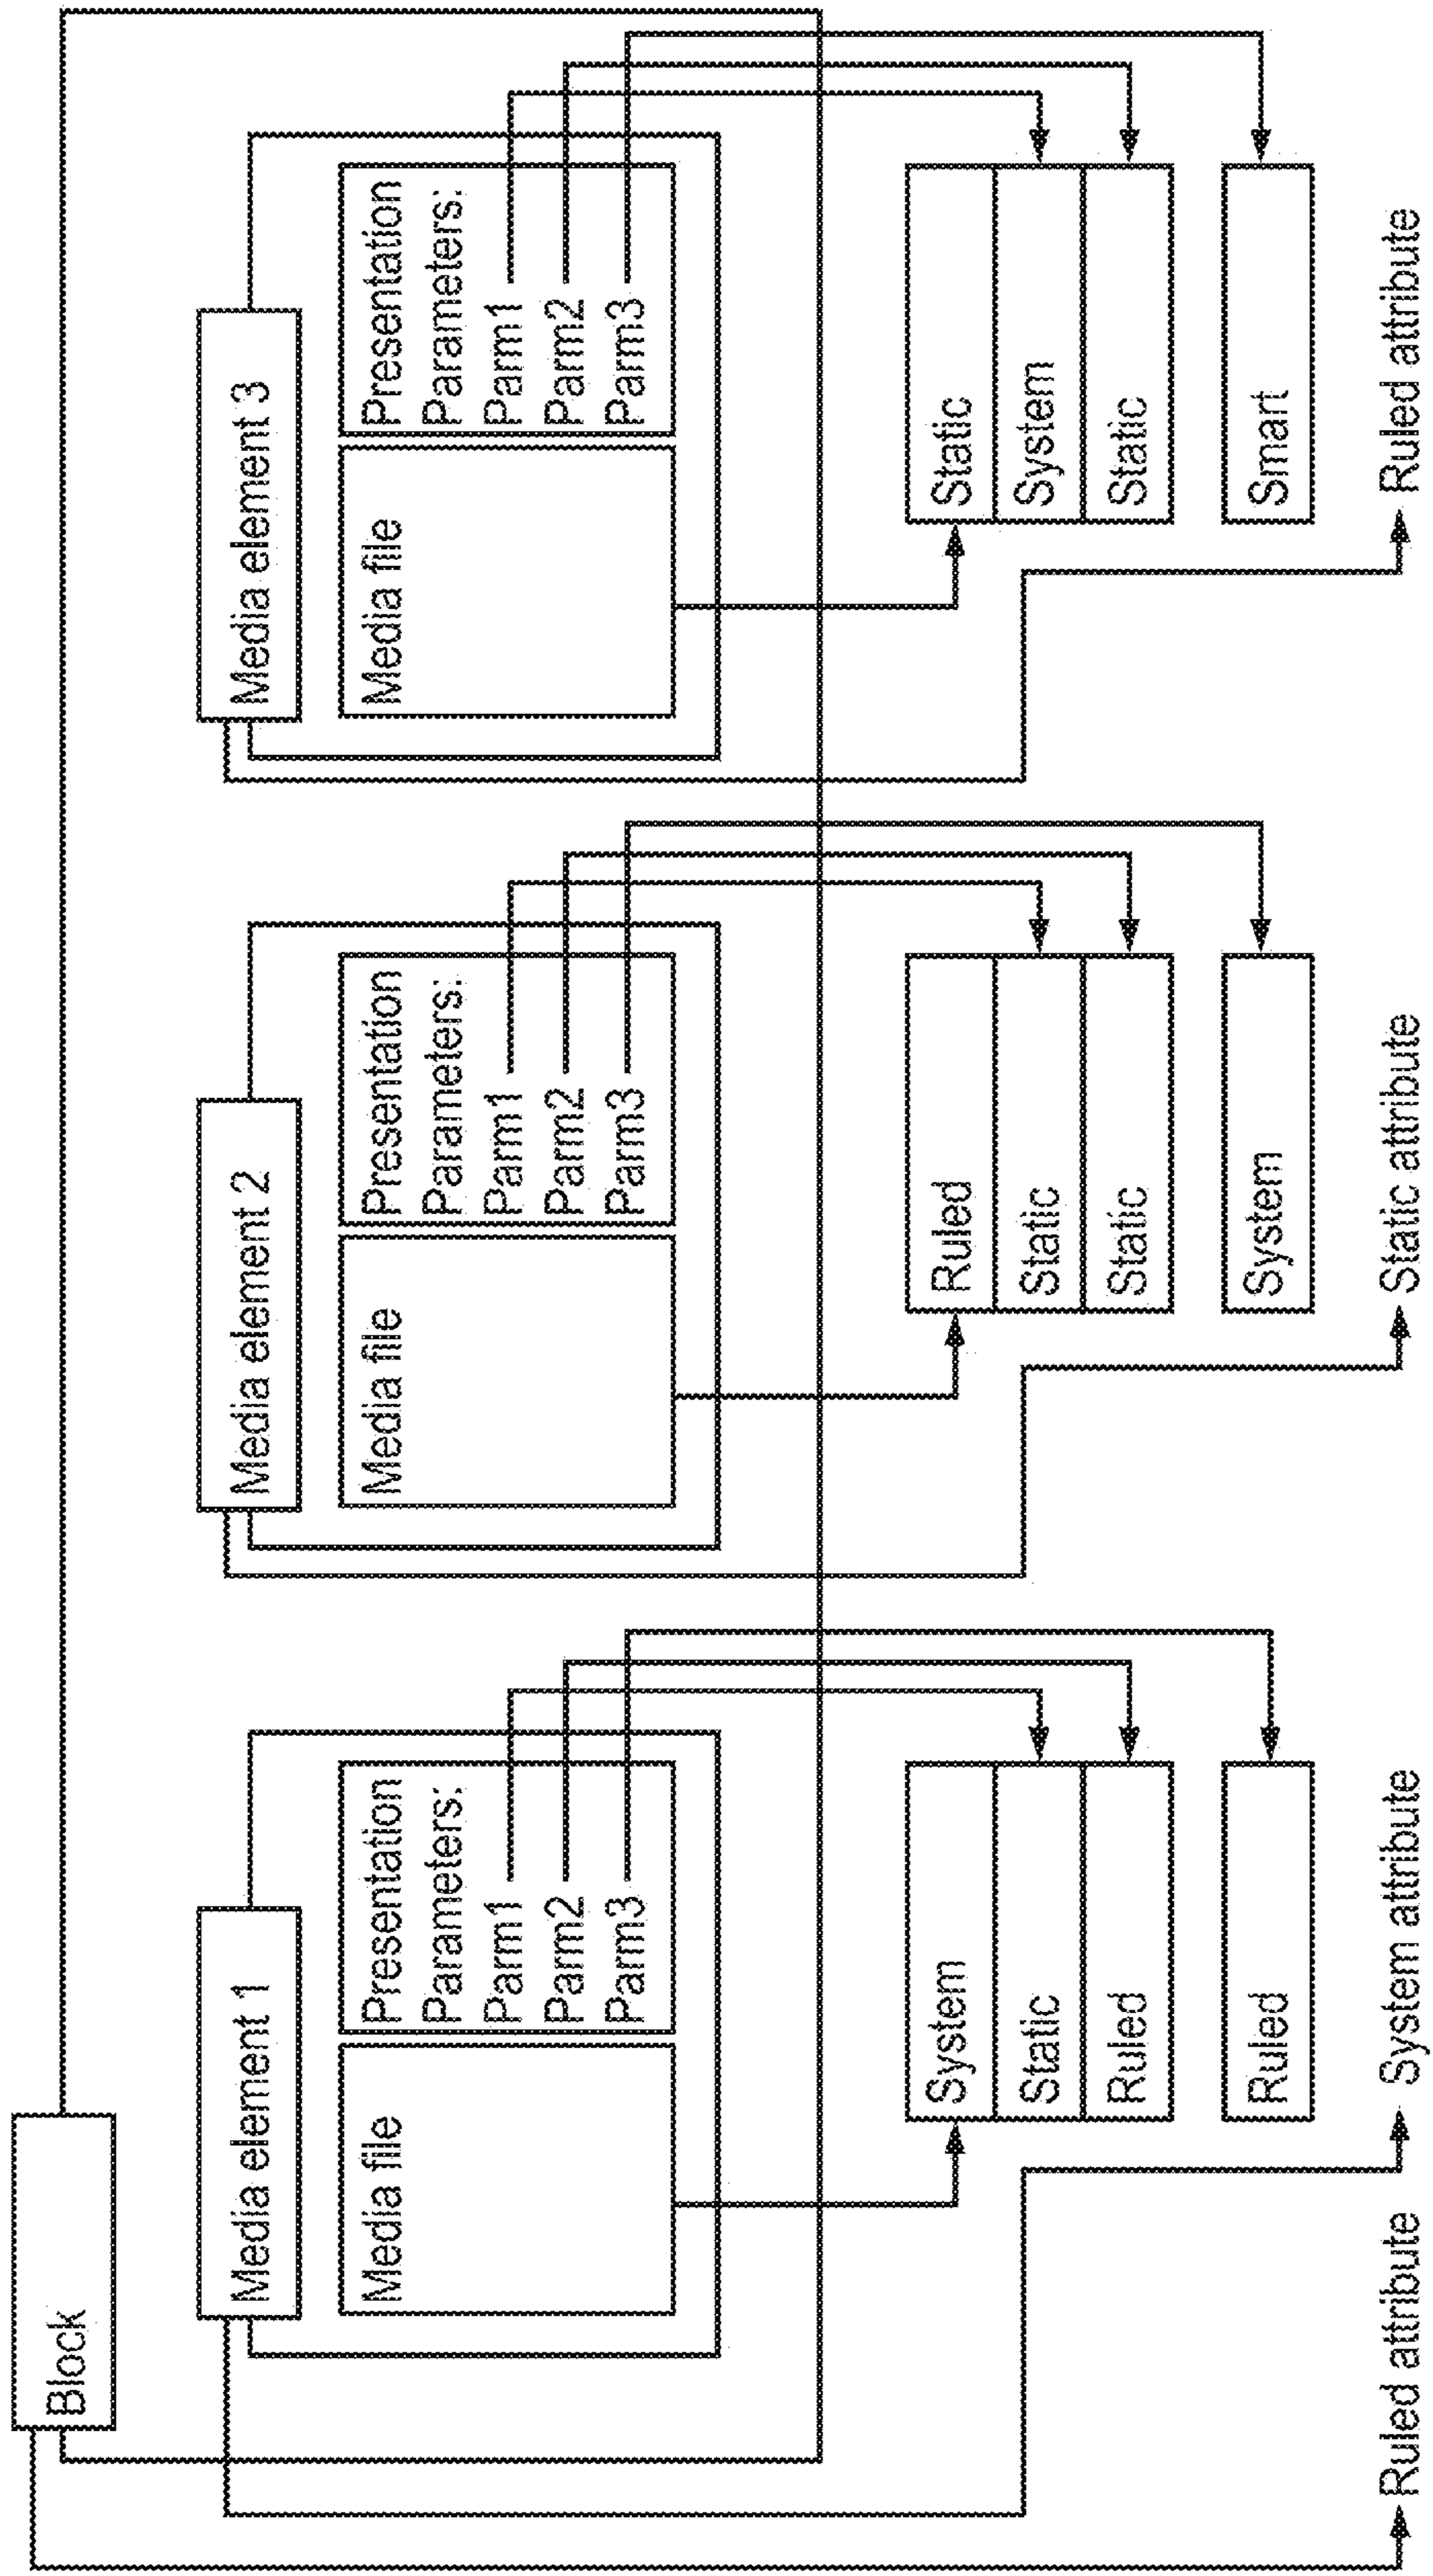 Block
Media element 1
Media file
Presentation
Parameters:
Parm1
Parm2
Parm3
System
Static
Ruled
Ruled
Media element 2
Media file
Presentation
Parameters:
Parm1
Parm2
Parm3
Ruled
Static
Static
System
Media element 3
Media file
Presentation
Parameters:
Parm1
Parm2
Parm3
Static
System
Static
Smart
Ruled attribute
System attribute
Static attribute
Ruled attribute